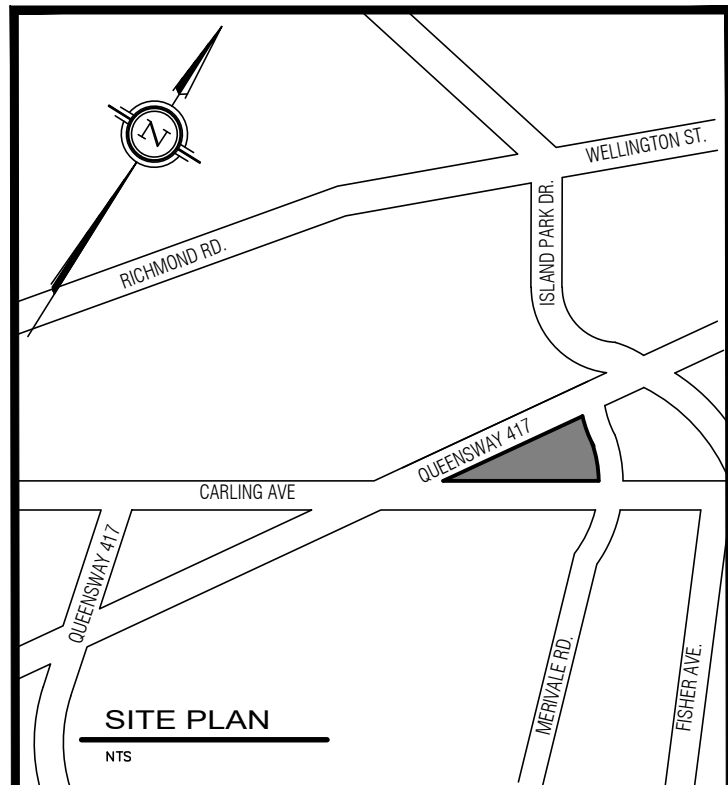 N
WELLINGTON ST.
ISLAND PARK DR.
RICHMOND RD.
QUEENSWAY 417
CARLING AVE
QUEENSWAY 417
MERIVALE RD.
FISHER AVE.
SITE PLAN
NTS